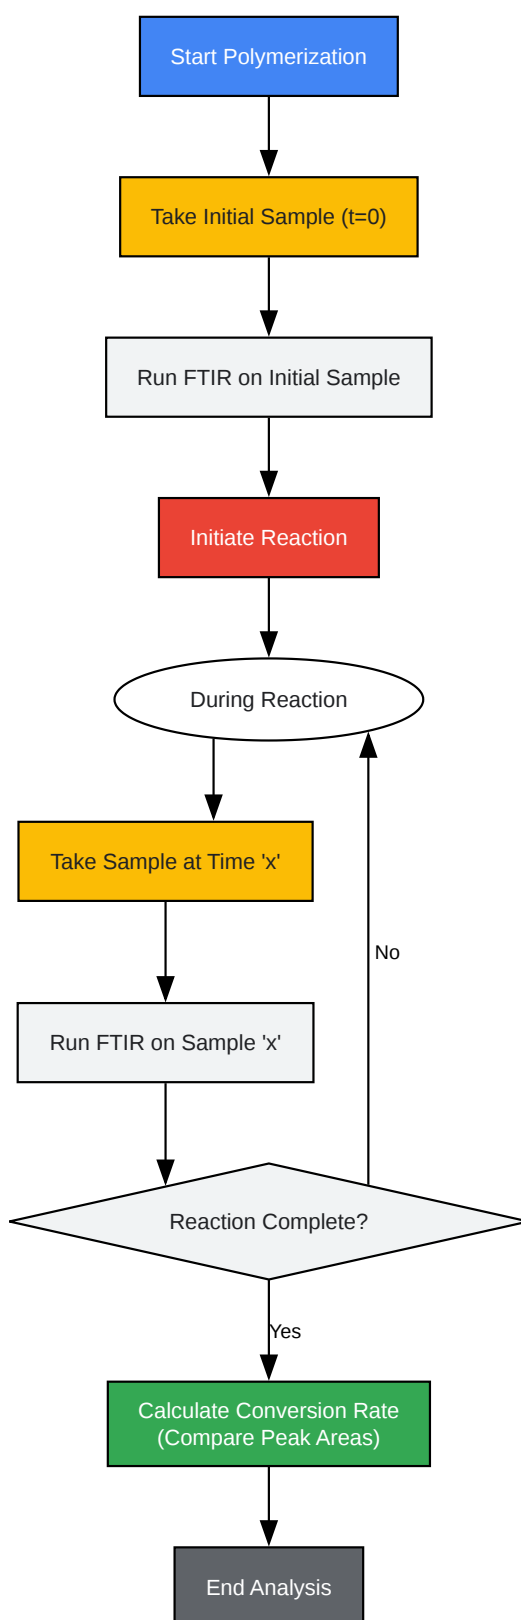 Start Polymerization
Take Initial Sample (t=0)
Run FTIR on Initial Sample
Initiate Reaction
During Reaction
Take Sample at Time 'x'
No
Run FTIR on Sample 'x'
Reaction Complete?
Yes
Calculate Conversion Rate
(Compare Peak Areas)
End Analysis